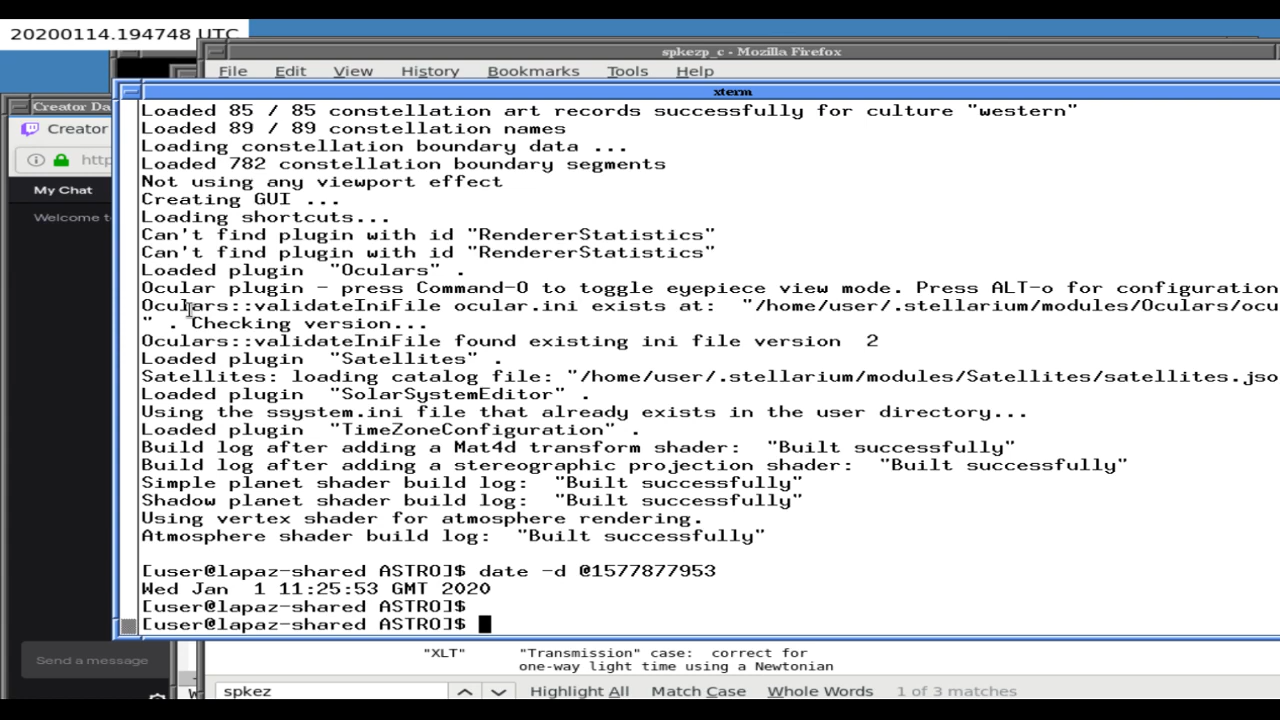 20200114.194748 UTC
spkezp_c - Mozilla Firefox
File Edit View History Bookmarks Tools Help
Creator Da
Creator
http
My Chat
Welcome to
xterm
Loaded 85 / 85 constellation art records successfully for culture "western"
Loaded 89 / 89 constellation names
Loading constellation boundary data ...
Loaded 782 constellation boundary segments
Not using any viewport effect
Creating GUI ...
Loading shortcuts...
Can't find plugin with id "RendererStatistics"
Can't find plugin with id "RendererStatistics"
Loaded plugin  "Oculars" .
Ocular plugin - press Command-O to toggle eyepiece view mode. Press ALT-o for configuration
Oculars::validateIniFile ocular.ini exists at:  "/home/user/.stellarium/modules/Oculars/ocu
" . Checking version...
Oculars::validateIniFile found existing ini file version  2
Loaded plugin  "Satellites" .
Satellites: loading catalog file: "/home/user/.stellarium/modules/Satellites/satellites.jso
Loaded plugin  "SolarSystemEditor" .
Using the ssystem.ini file that already exists in the user directory...
Loaded plugin  "TimeZoneConfiguration" .
Build log after adding a Mat4d transform shader:  "Built successfully"
Build log after adding a stereographic projection shader:  "Built successfully"
Simple planet shader build log:  "Built successfully"
Shadow planet shader build log:  "Built successfully"
Using vertex shader for atmosphere rendering.
Atmosphere shader build log:  "Built successfully"
[user@lapaz-shared ASTRO]$ date -d @1577877953
Wed Jan  1 11:25:53 GMT 2020
[user@lapaz-shared ASTRO]$
[user@lapaz-shared ASTRO]$
"XLT" "Transmission" case:  correct for
one-way light time using a Newtonian
Send a message
spkez Highlight All Match Case Whole Words 1 of 3 matches